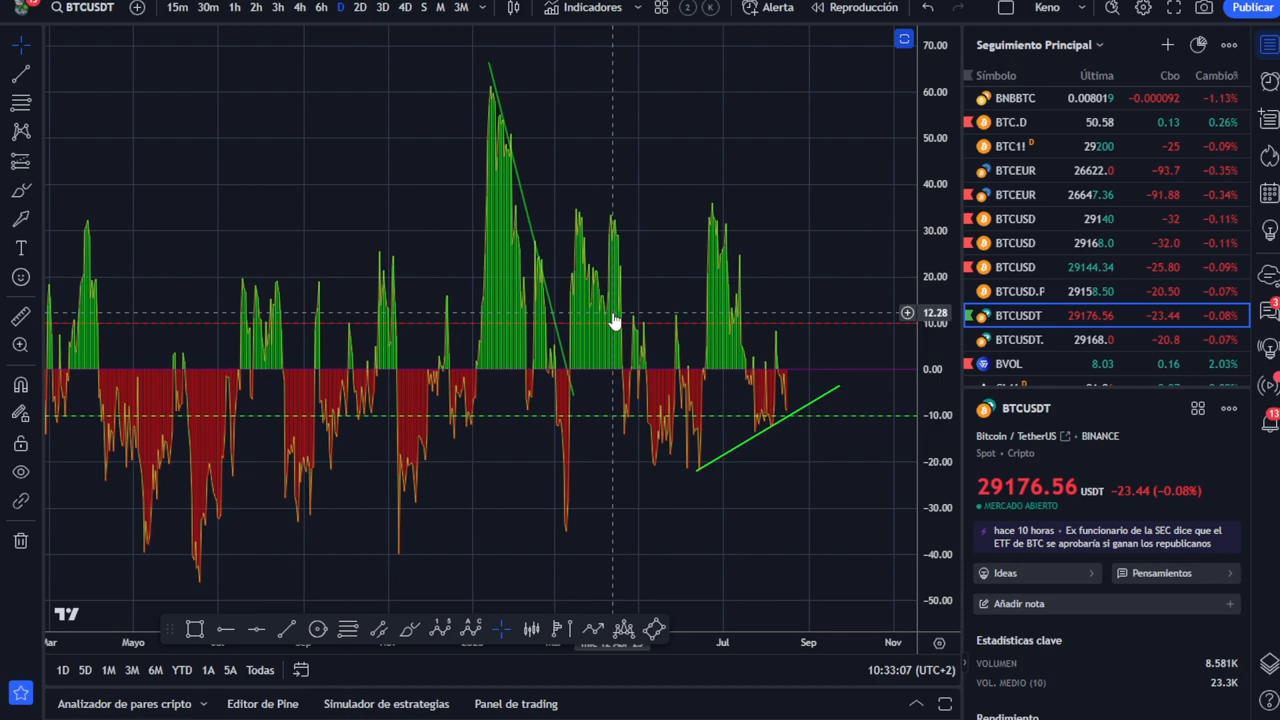 13
BTCUSDT 15m 30m 1h 2h 3h 4h 6h D 2D 3D 4D S M 3M Indicadores 2 K Alerta Reproducción Keno Publicar
70.00
60.00
50.00
40.00
30.00
20.00
12.28
10.00
0.00
-10.00
-20.00
-30.00
-40.00
-50.00
Mar Mayo Sep 2023 Jul Sep Nov
mié 12 Abr '23
1D 5D 1M 3M 6M YTD 1A 5A Todas 10:33:07 (UTC+2)
Analizador de pares cripto Editor de Pine Simulador de estrategias Panel de trading
Seguimiento Principal
Símbolo Última Cbo Cambio%
BNBBTC 0.008019 −0.000092 −1.13%
BTC.D 50.58 0.13 0.26%
BTC1! D 29200 −25 −0.09%
BTCEUR 26622.0 −93.7 −0.35%
BTCEUR 26647.36 −91.88 −0.34%
BTCUSD 29140 −32 −0.11%
BTCUSD 29168.0 −32.0 −0.11%
BTCUSD 29144.34 −25.80 −0.09%
BTCUSD.P 29158.50 −20.50 −0.07%
BTCUSDT 29176.56 −23.44 −0.08%
BTCUSDT. 29168.0 −20.8 −0.07%
BVOL 8.03 0.16 2.03%
BTCUSDT
Bitcoin / TetherUS • BINANCE
Spot • Cripto
29176.56 USDT −23.44 (−0.08%)
MERCADO ABIERTO
hace 10 horas • Ex funcionario de la SEC dice que el
ETF de BTC se aprobaría si ganan los republicanos
Ideas Pensamientos
Añadir nota
Estadísticas clave
VOLUMEN 8.581K
VOL. MEDIO (10) 23.3K
Rendimiento
3
13